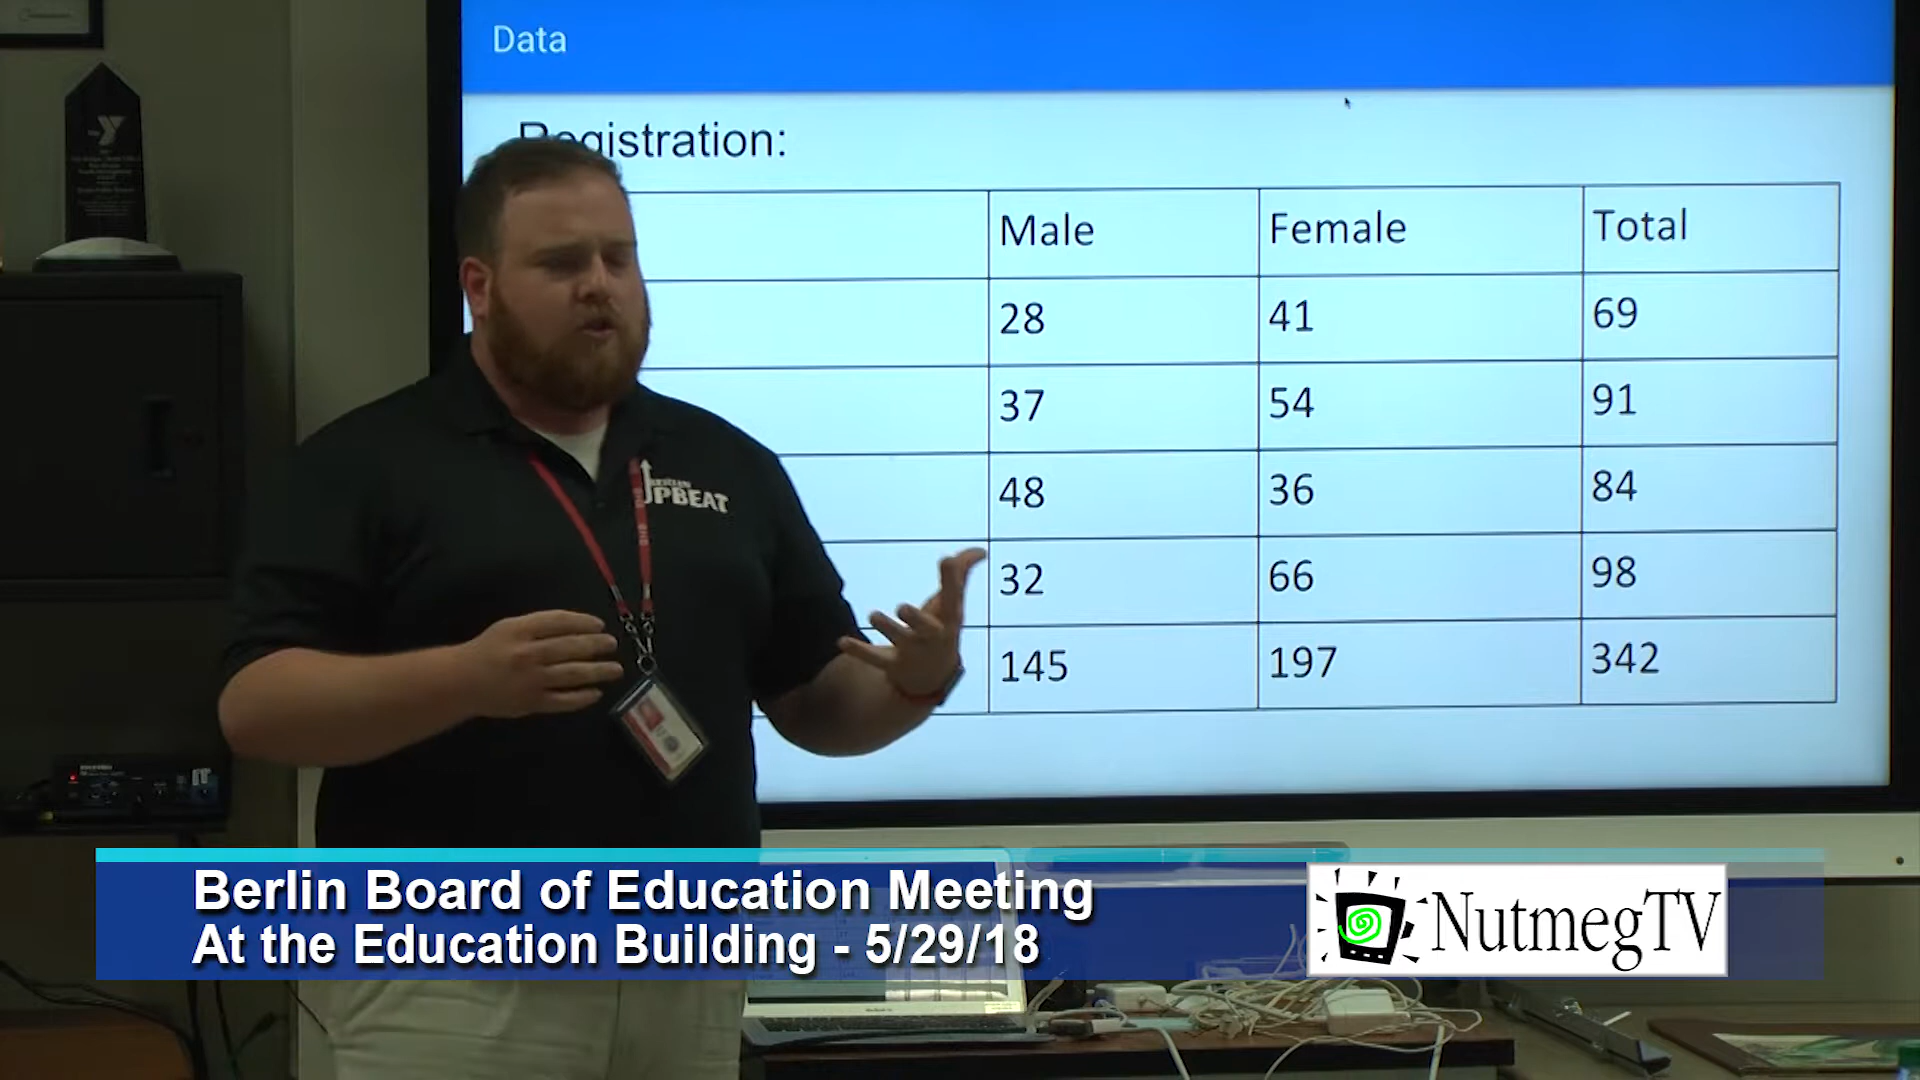 Data
Registration:
Male Female Total
28 41 69
37 54 91
48 36 84
32 66 98
145 197 342
UPBEAT
Berlin Board of Education Meeting
At the Education Building - 5/29/18
NutmegTV